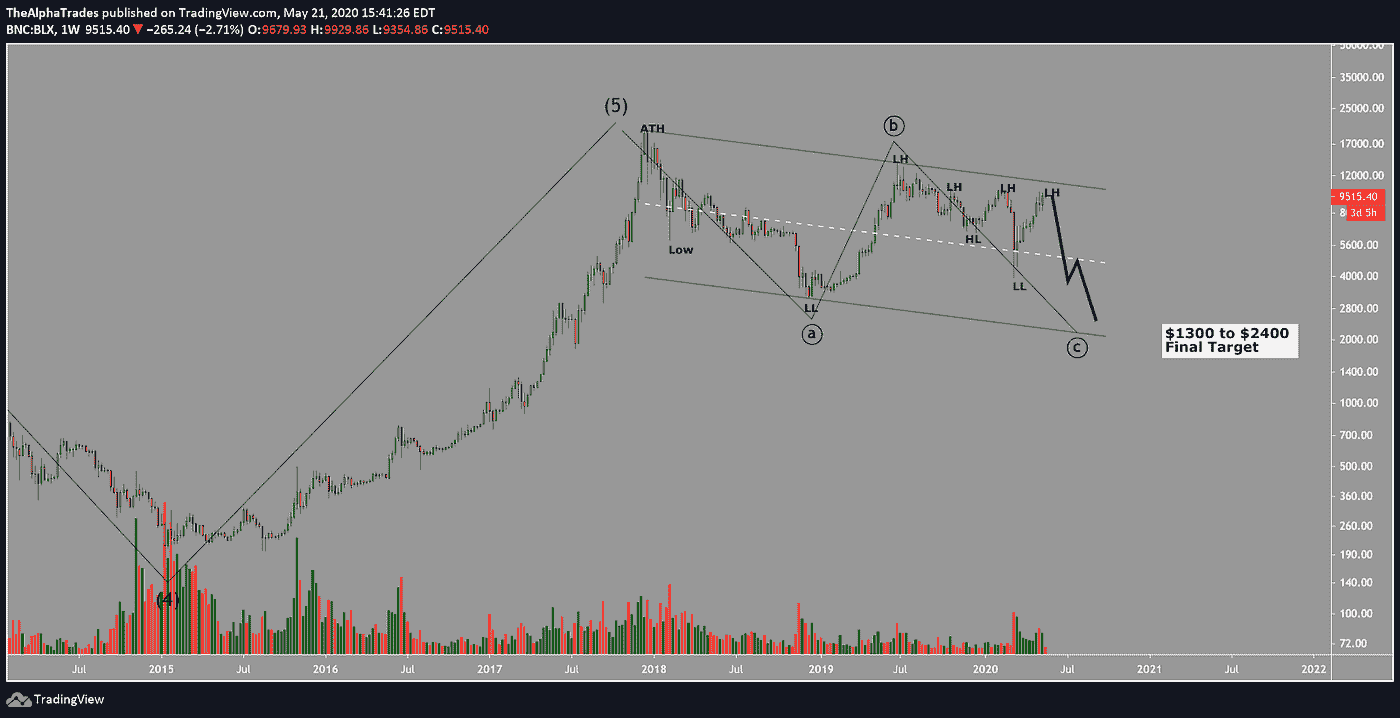 TheAlphaTrades published on TradingView.com, May 21, 2020 15:41:26 EDT
BNC:BLX, 1W 9515.40 ▼ −265.24 (−2.71%) O:9679.93 H:9929.86 L:9354.86 C:9515.40
50000.00
35000.00
25000.00
(5)
ATH
b
17000.00
LH
12000.00
LH
LH
LH
9515.40
8
3d 5h
HL
Low
5600.00
4000.00
LL
LL
2800.00
a
c
$1300 to $2400
Final Target
2000.00
1400.00
1000.00
700.00
500.00
360.00
260.00
190.00
140.00
(4)
100.00
72.00
Jul 2015 Jul 2016 Jul 2017 Jul 2018 Jul 2019 Jul 2020 Jul 2021 Jul 2022
TradingView